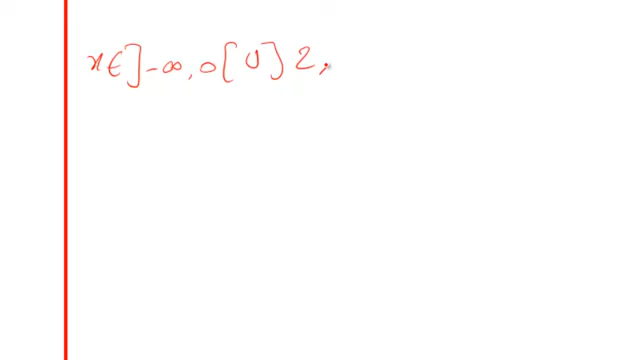 x ∈ ]-∞, 0[ ∪ ] 2,